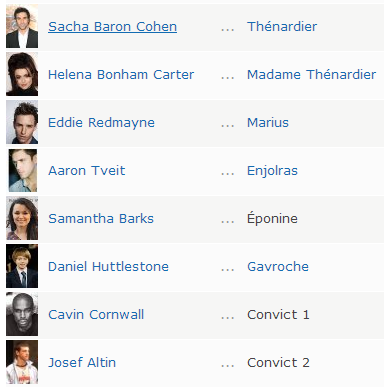 Sacha Baron Cohen ... Thénardier
Helena Bonham Carter ... Madame Thénardier
Eddie Redmayne ... Marius
Aaron Tveit ... Enjolras
Samantha Barks ... Éponine
Daniel Huttlestone ... Gavroche
Cavin Cornwall ... Convict 1
Josef Altin ... Convict 2